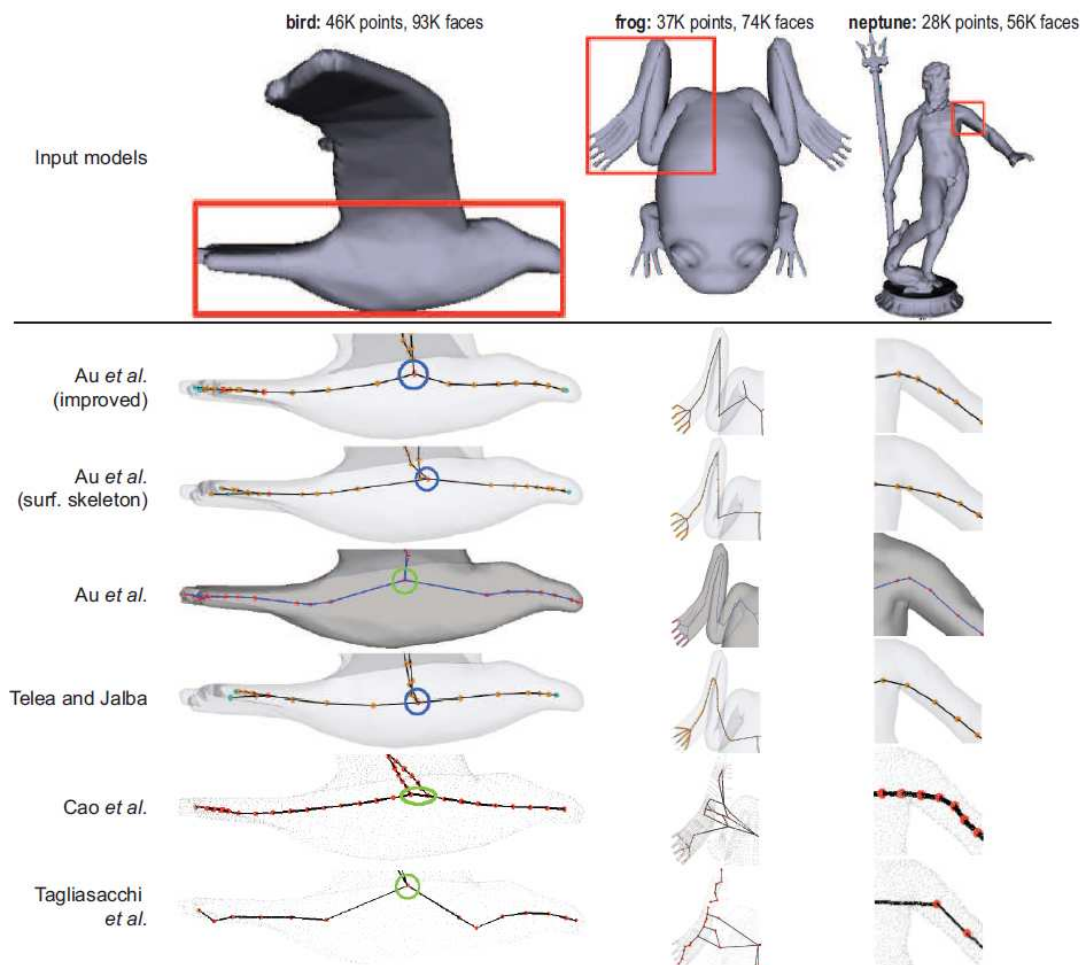 bird: 46K points, 93K faces
frog: 37K points, 74K faces
neptune: 28K points, 56K faces
Input models
Au et al.
(improved)
Au et al.
(surf. skeleton)
Au et al.
Telea and Jalba
Cao et al.
Tagliasacchi
et al.